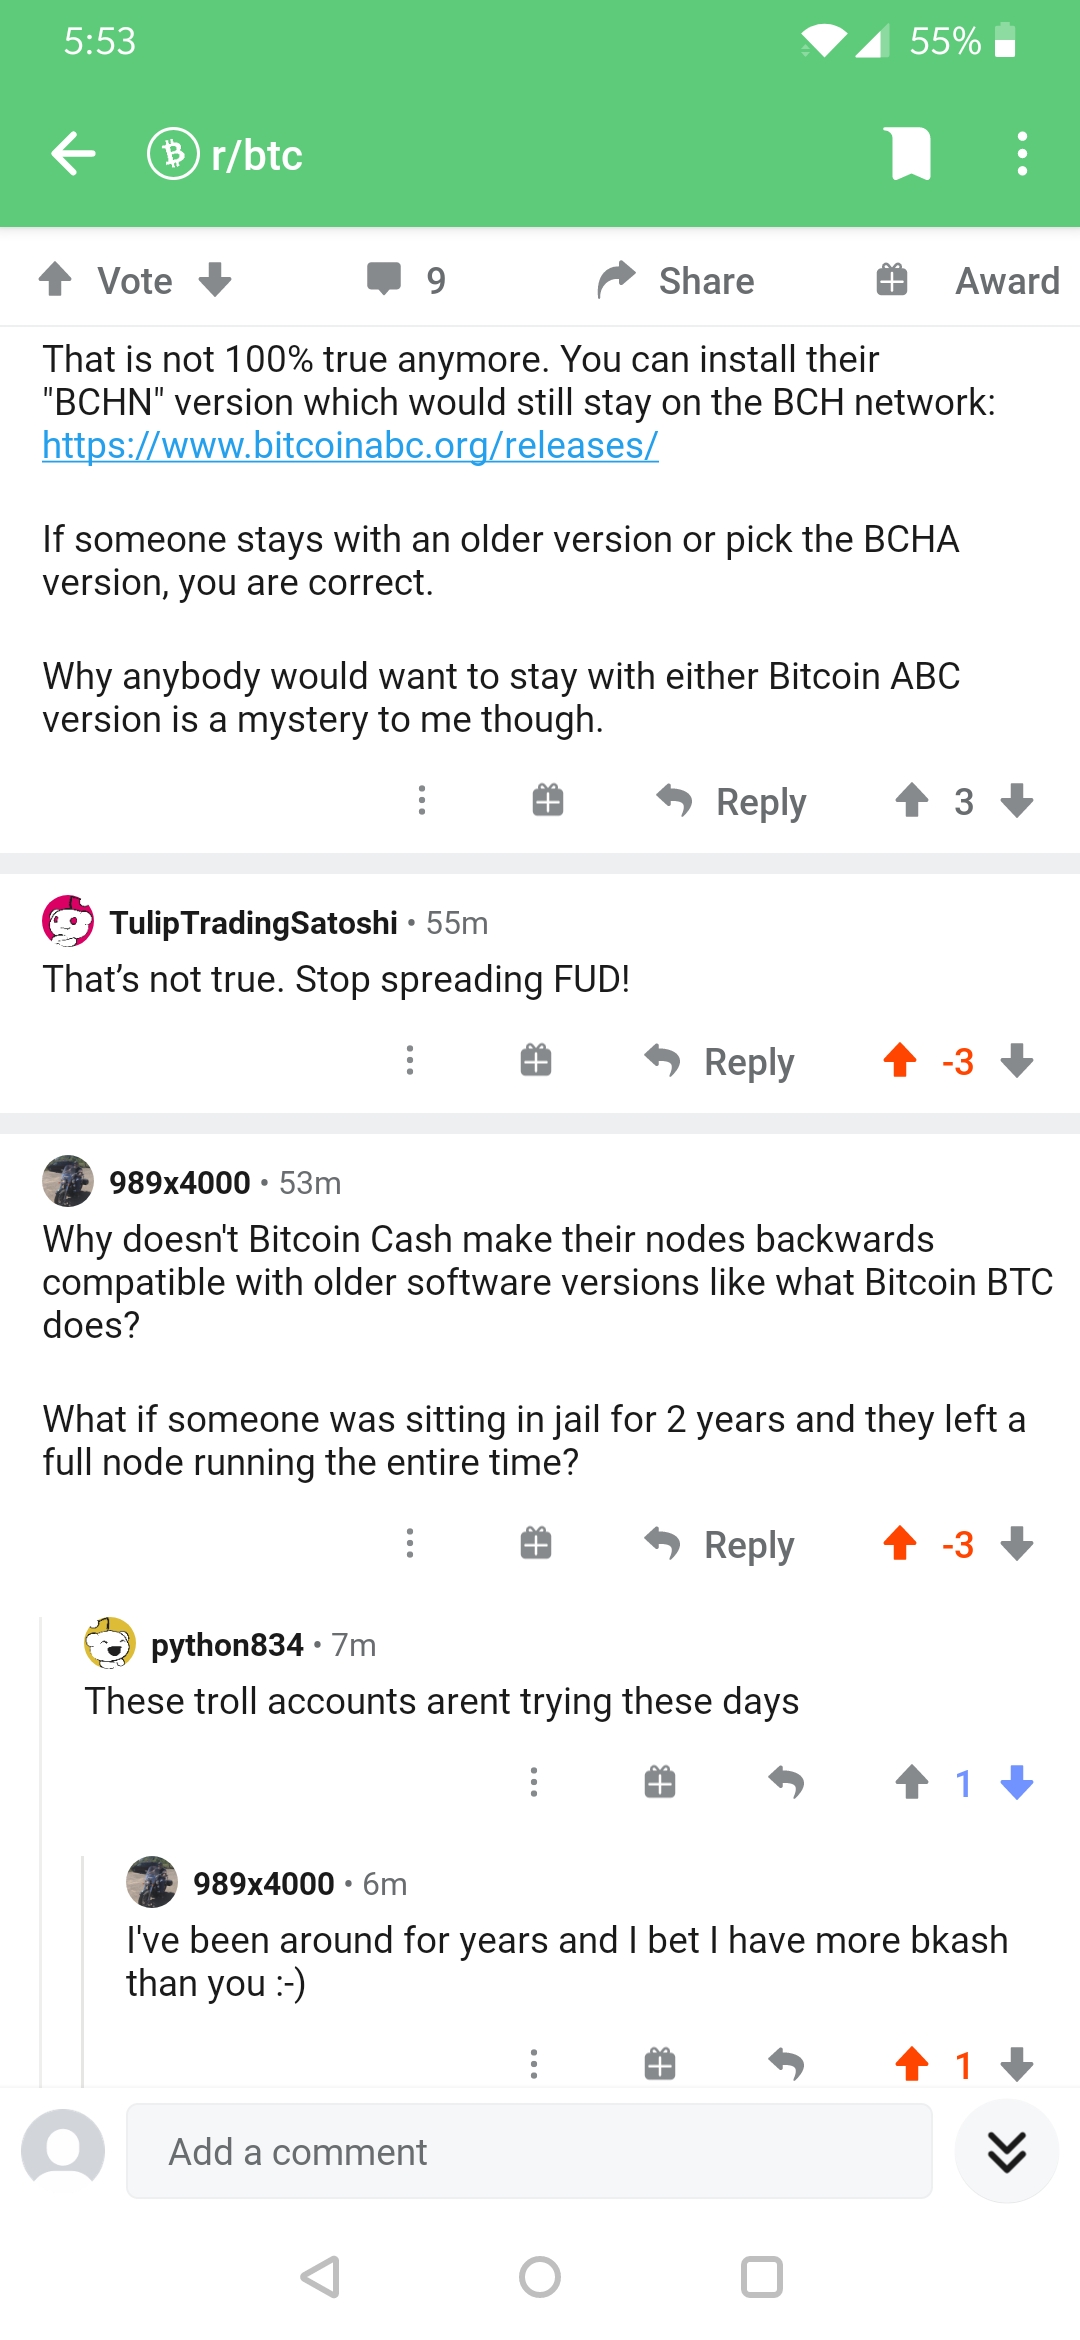 5:53 55%
r/btc
Vote 9 Share Award
That is not 100% true anymore. You can install their
"BCHN" version which would still stay on the BCH network:
https://www.bitcoinabc.org/releases/
If someone stays with an older version or pick the BCHA
version, you are correct.
Why anybody would want to stay with either Bitcoin ABC
version is a mystery to me though.
Reply 3
TulipTradingSatoshi • 55m
That’s not true. Stop spreading FUD!
Reply -3
989x4000 • 53m
Why doesn't Bitcoin Cash make their nodes backwards
compatible with older software versions like what Bitcoin BTC
does?
What if someone was sitting in jail for 2 years and they left a
full node running the entire time?
Reply -3
python834 • 7m
These troll accounts arent trying these days
1
989x4000 • 6m
I've been around for years and I bet I have more bkash
than you :-)
1
Add a comment